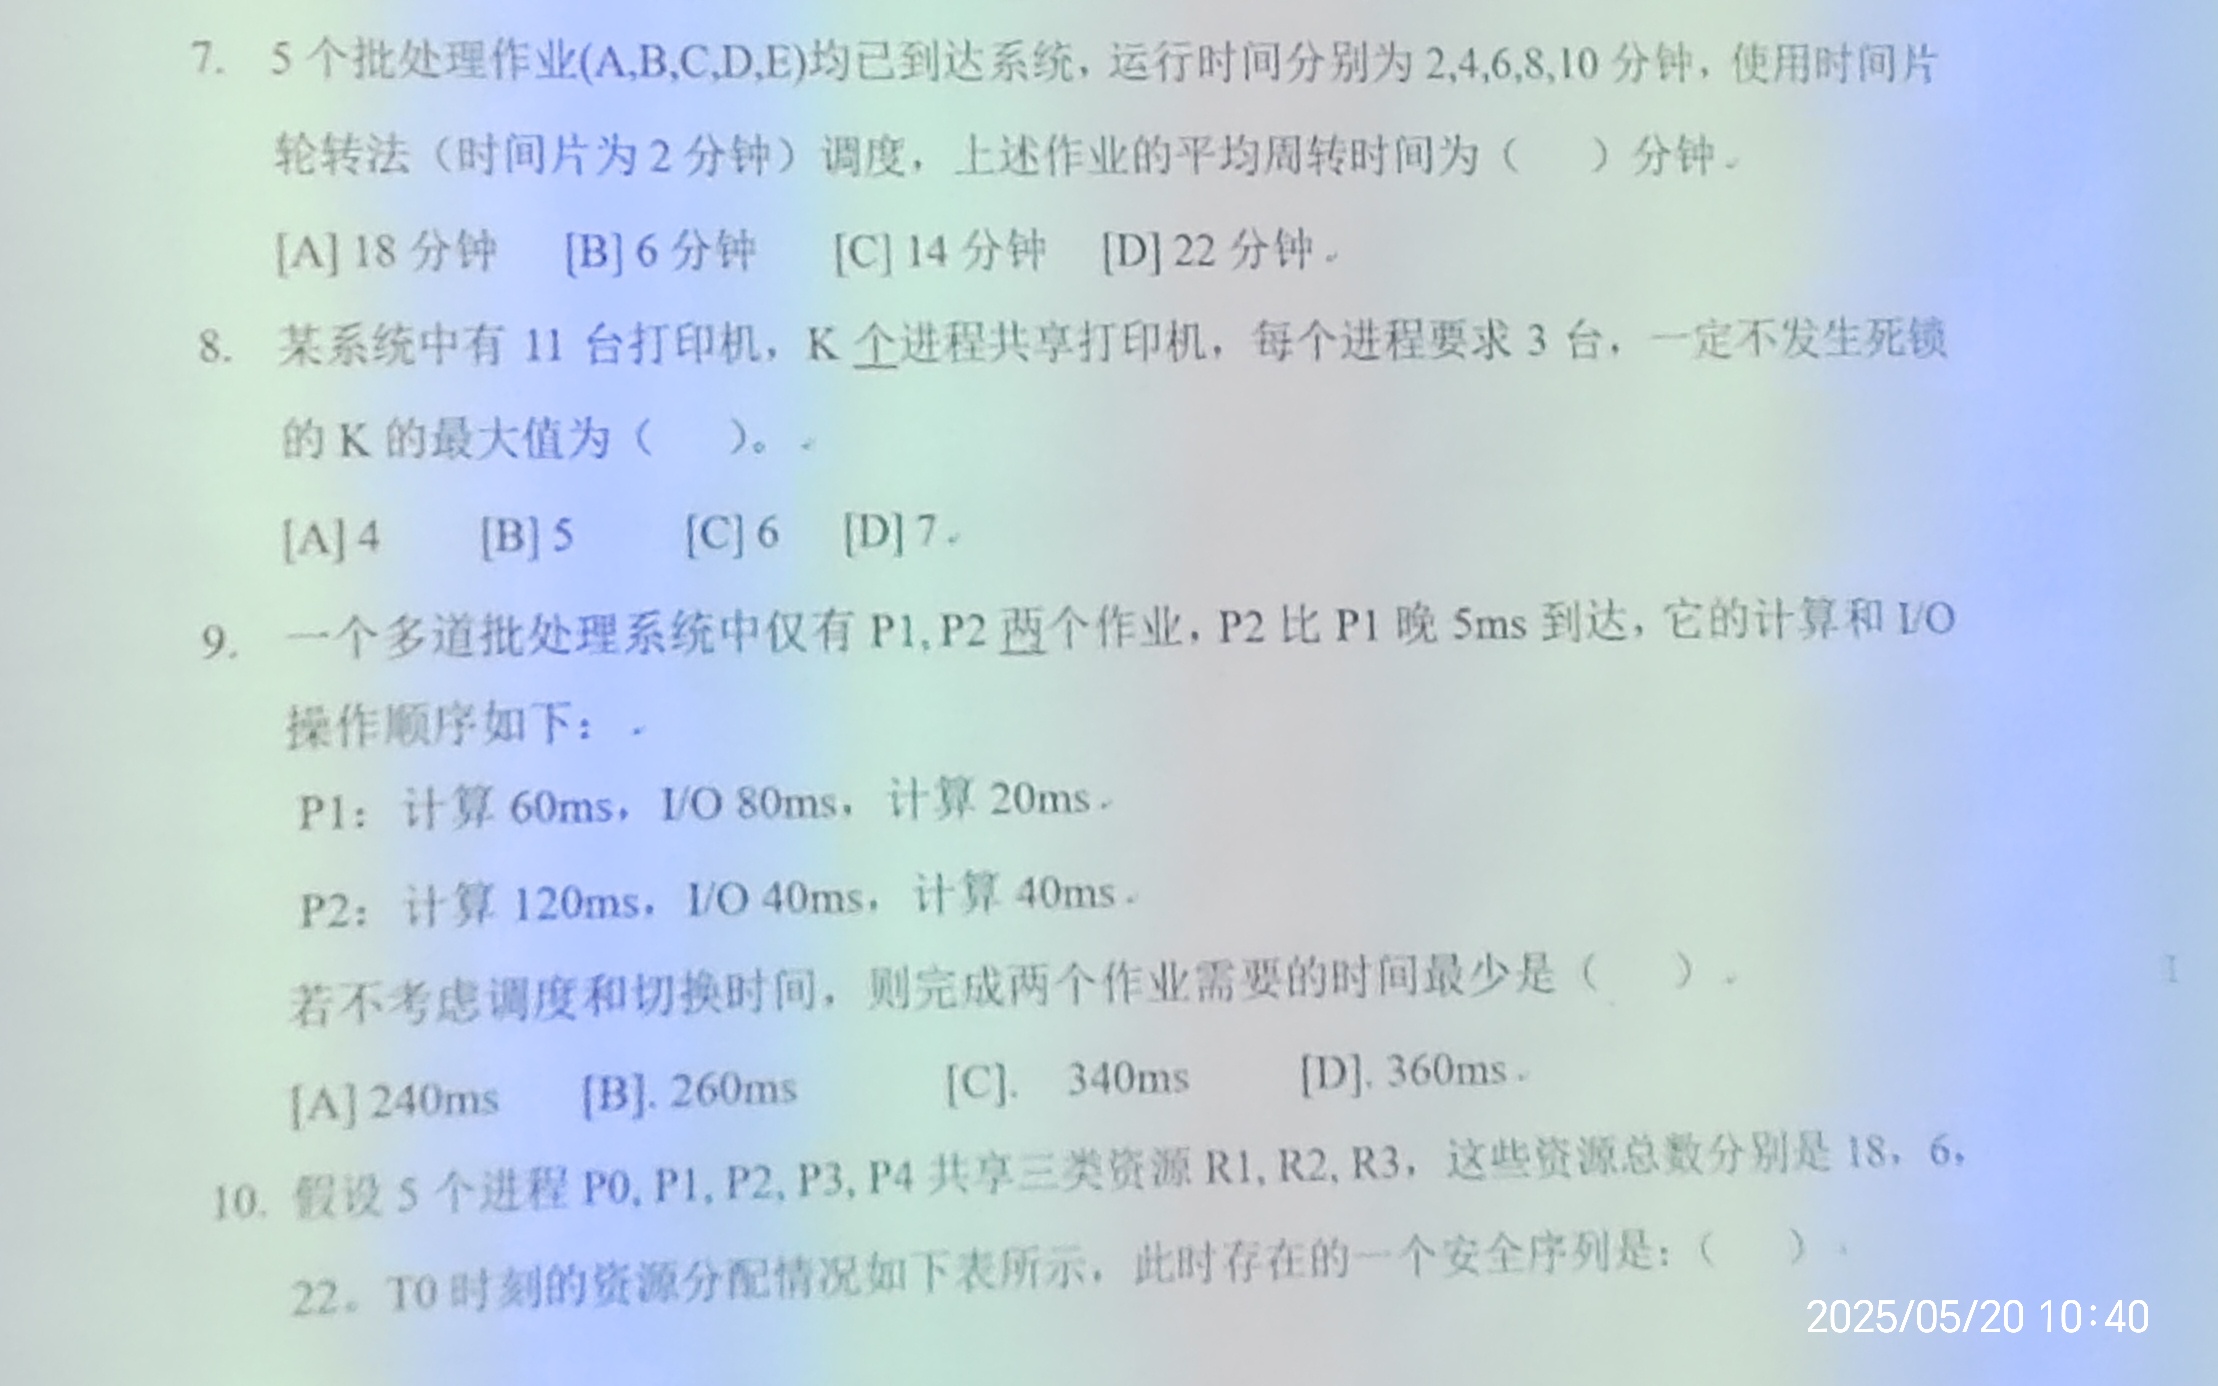 7. 5个批处理作业(A,B,C,D,E)均已到达系统，运行时间分别为2,4,6,8,10分钟，使用时间片
轮转法（时间片为2分钟）调度，上述作业的平均周转时间为（ ）分钟
[A] 18分钟 [B] 6分钟 [C] 14分钟 [D] 22分钟
8. 某系统中有 11 台打印机，K 个进程共享打印机，每个进程要求 3 台，一定不发生死锁
的 K 的最大值为（ ）。
[A] 4 [B] 5 [C] 6 [D] 7
9. 一个多道批处理系统中仅有 P1, P2 两个作业，P2 比 P1 晚 5ms 到达，它的计算和 I/O
操作顺序如下：
P1：计算 60ms，I/O 80ms，计算 20ms
P2：计算 120ms，I/O 40ms，计算 40ms
若不考虑调度和切换时间，则完成两个作业需要的时间最少是（ ）
[A] 240ms [B]. 260ms [C]. 340ms [D]. 360ms
10. 假设 5 个进程 P0, P1, P2, P3, P4 共享三类资源 R1, R2, R3，这些资源总数分别是 18，6，
22。T0 时刻的资源分配情况如下表所示，此时存在的一个安全序列是：（ ）
2025/05/20 10:40